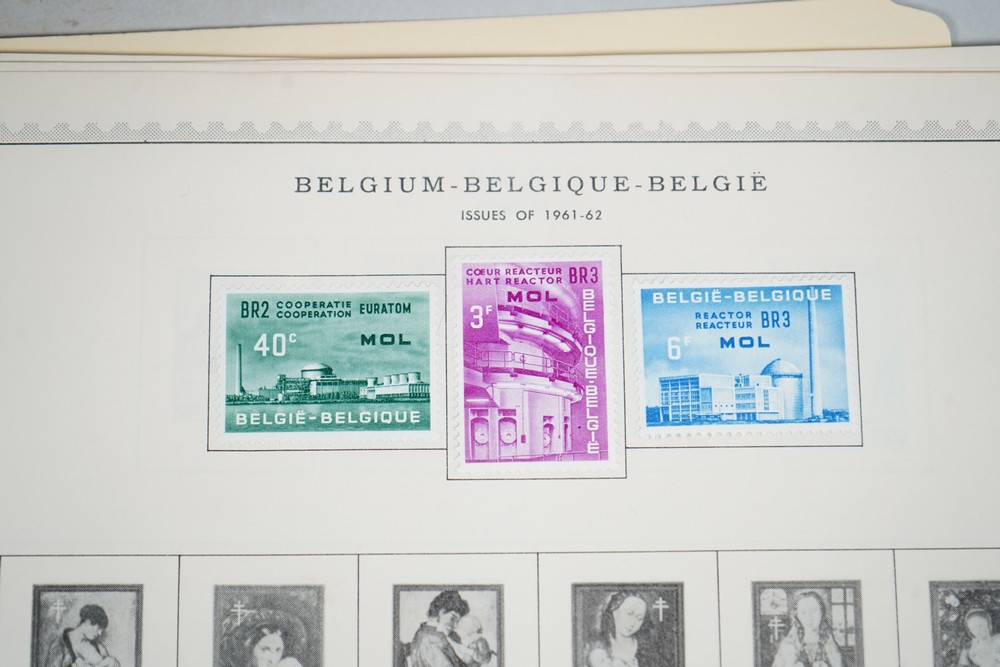 BELGIUM-BELGIQUE-BELGIË
ISSUES OF 1961-62
BR2 COOPERATIE EURATOM
COOPERATION
40c MOL
BELGIË-BELGIQUE
CŒUR REACTEUR BR3
HART REACTOR
MOL
3F
BELGIQUE-BELGIË
BELGIË-BELGIQUE
REACTOR BR3
REACTEUR
6F MOL